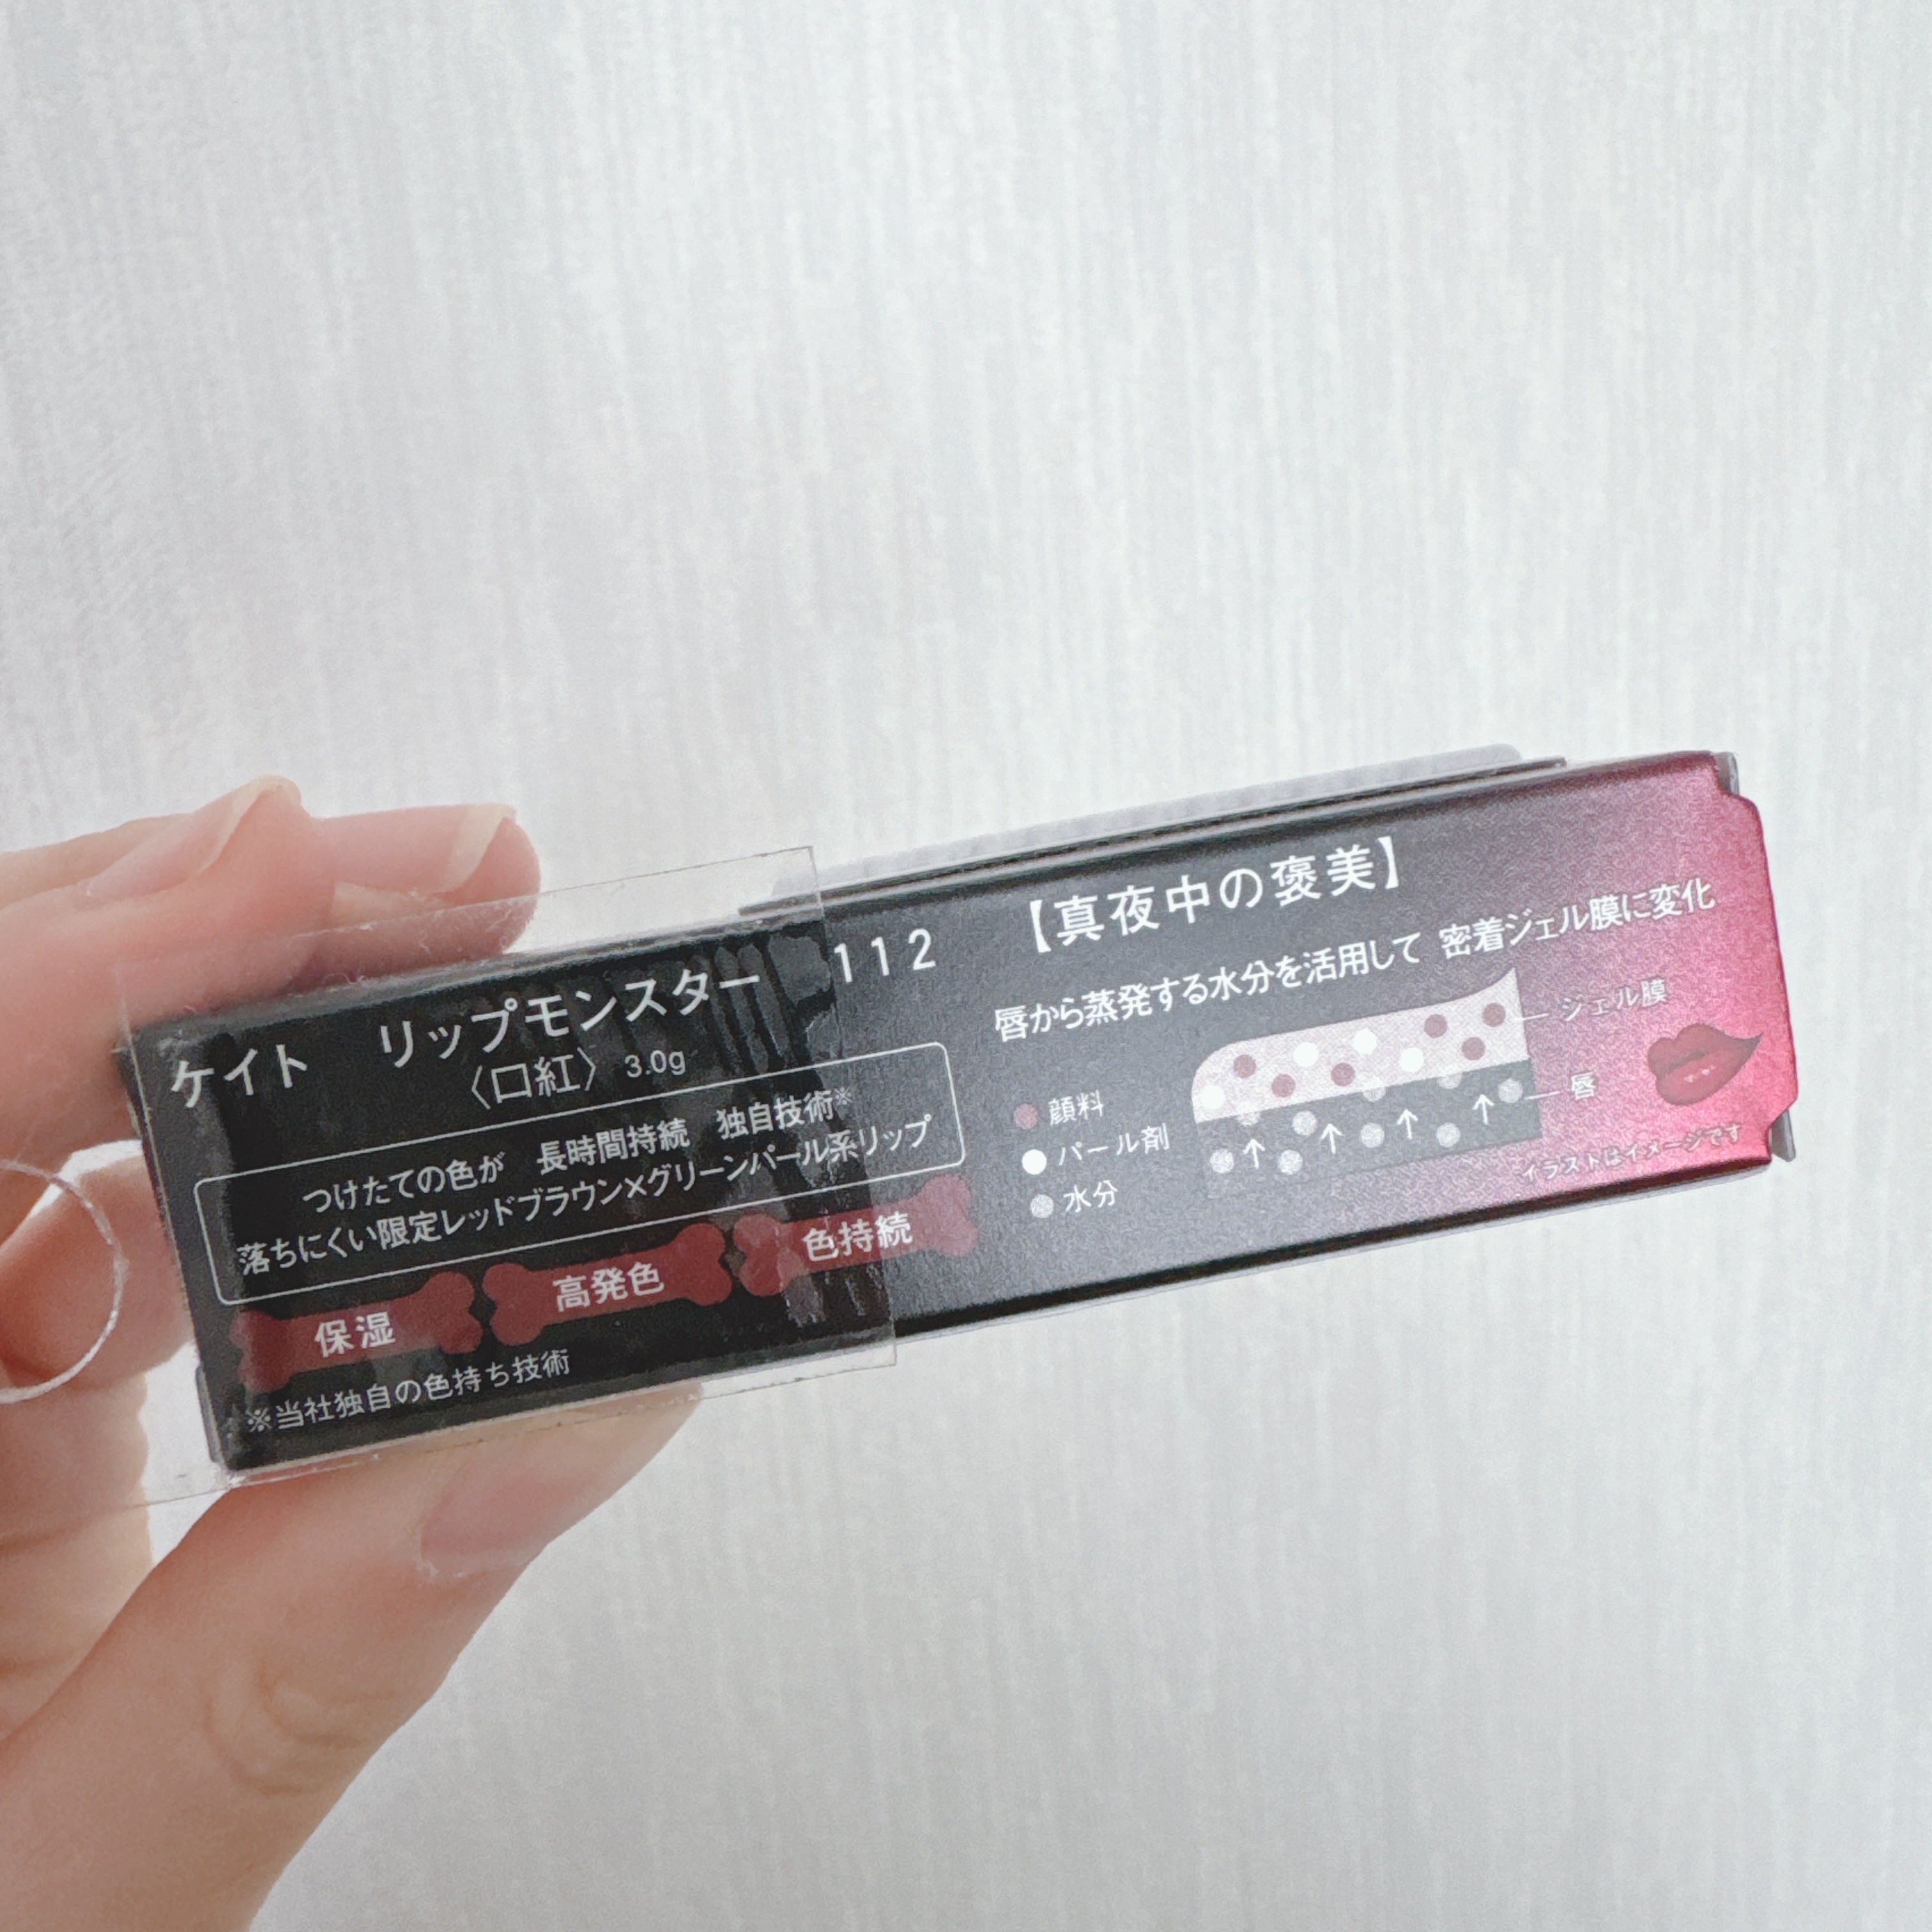 ケイト リップモンスター 112 【真夜中の褒美】
〈口紅〉 3.0g
つけたての色が 長時間持続 独自技術※
落ちにくい限定レッドブラウン×グリーンパール系リップ
保湿 高発色 色持続
※当社独自の色持ち技術
唇から蒸発する水分を活用して 密着ジェル膜に変化
顔料
パール剤
水分
ジェル膜
唇
イラストはイメージです